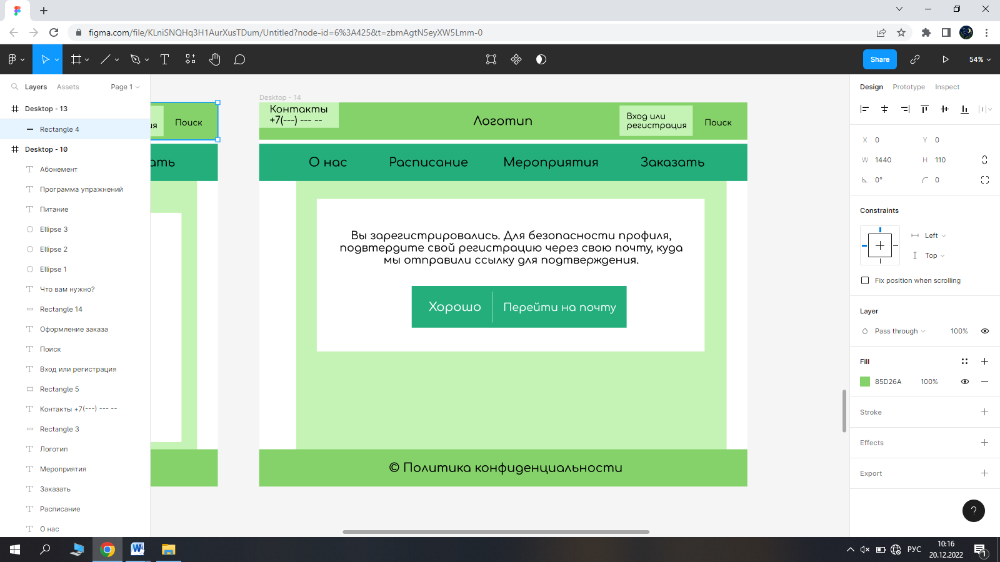 figma.com/file/KLniSNQHq3H1AurXusTDum/Untitled?node-id=6%3A425&t=zbmAgtN5eyXW5Lmm-0
Share
54%
Layers Assets Page 1
Desktop - 13
Rectangle 4
Desktop - 10
Абонемент
Программа упражнений
Питание
Ellipse 3
Ellipse 2
Ellipse 1
Что вам нужно?
Rectangle 14
Оформление заказа
Поиск
Вход или регистрация
Rectangle 5
Контакты +7(---) --- --
Rectangle 3
Логотип
Мероприятия
Заказать
Расписание
О нас
ия
Поиск
ать
Desktop - 14
Контакты
+7(---) --- --
Логотип
Вход или
регистрация
Поиск
О нас Расписание Мероприятия Заказать
Вы зарегистрировались. Для безопасности профиля,
подвтердите свой регистрацию через свою почту, куда
мы отправили ссылку для подтверждения.
Хорошо Перейти на почту
© Политика конфиденциальности
Design Prototype Inspect
X 0 Y 0
W 1440 H 110
0° 0
Constraints
Left
Top
Fix position when scrolling
Layer
Pass through 100%
Fill
85D26A 100%
Stroke
Effects
Export
?
РУС
10:16
20.12.2022
1